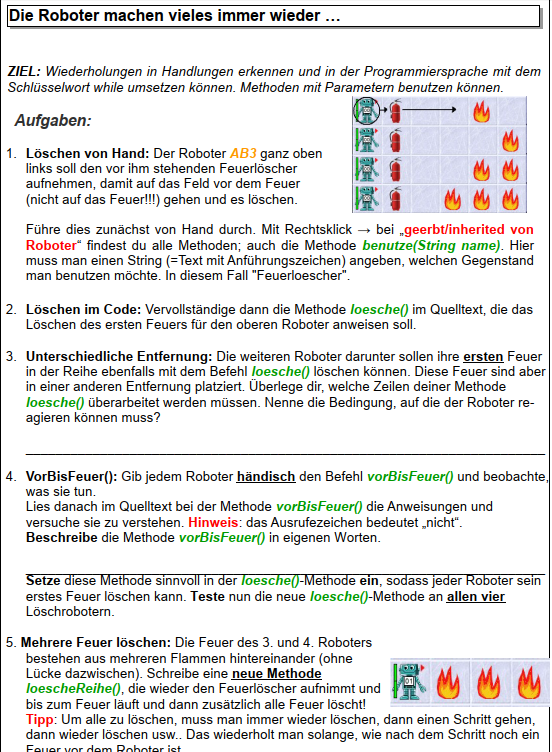 Die Roboter machen vieles immer wieder …
ZIEL: Wiederholungen in Handlungen erkennen und in der Programmiersprache mit dem
Schlüsselwort while umsetzen können. Methoden mit Parametern benutzen können.
Aufgaben:
1. Löschen von Hand: Der Roboter AB3 ganz oben
links soll den vor ihm stehenden Feuerlöscher
aufnehmen, damit auf das Feld vor dem Feuer
(nicht auf das Feuer!!!) gehen und es löschen.
Führe dies zunächst von Hand durch. Mit Rechtsklick → bei „geerbt/inherited von
Roboter“ findest du alle Methoden; auch die Methode benutze(String name). Hier
muss man einen String (=Text mit Anführungszeichen) angeben, welchen Gegenstand
man benutzen möchte. In diesem Fall "Feuerloescher".
2. Löschen im Code: Vervollständige dann die Methode loesche() im Quelltext, die das
Löschen des ersten Feuers für den oberen Roboter anweisen soll.
3. Unterschiedliche Entfernung: Die weiteren Roboter darunter sollen ihre ersten Feuer
in der Reihe ebenfalls mit dem Befehl loesche() löschen können. Diese Feuer sind aber
in einer anderen Entfernung platziert. Überlege dir, welche Zeilen deiner Methode
loesche() überarbeitet werden müssen. Nenne die Bedingung, auf die der Roboter re-
agieren können muss?
4. VorBisFeuer(): Gib jedem Roboter händisch den Befehl vorBisFeuer() und beobachte,
was sie tun.
Lies danach im Quelltext bei der Methode vorBisFeuer() die Anweisungen und
versuche sie zu verstehen. Hinweis: das Ausrufezeichen bedeutet „nicht“.
Beschreibe die Methode vorBisFeuer() in eigenen Worten.
Setze diese Methode sinnvoll in der loesche()-Methode ein, sodass jeder Roboter sein
erstes Feuer löschen kann. Teste nun die neue loesche()-Methode an allen vier
Löschrobotern.
5. Mehrere Feuer löschen: Die Feuer des 3. und 4. Roboters
bestehen aus mehreren Flammen hintereinander (ohne
Lücke dazwischen). Schreibe eine neue Methode
loescheReihe(), die wieder den Feuerlöscher aufnimmt und
bis zum Feuer läuft und dann zusätzlich alle Feuer löscht!
Tipp: Um alle zu löschen, muss man immer wieder löschen, dann einen Schritt gehen,
dann wieder löschen usw.. Das wiederholt man solange, wie nach dem Schritt noch ein
Feuer vor dem Roboter ist